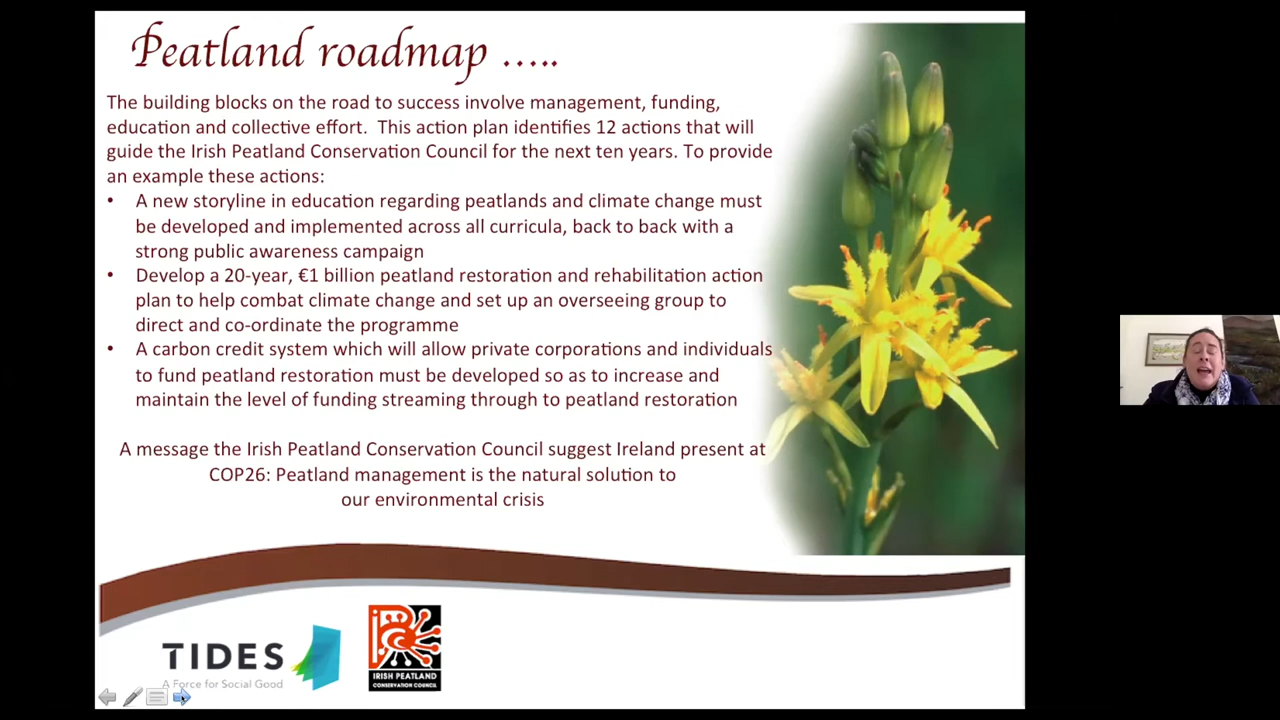 Peatland roadmap .....
The building blocks on the road to success involve management, funding,
education and collective effort.  This action plan identifies 12 actions that will
guide the Irish Peatland Conservation Council for the next ten years. To provide
an example these actions:
• A new storyline in education regarding peatlands and climate change must
be developed and implemented across all curricula, back to back with a
strong public awareness campaign
• Develop a 20-year, €1 billion peatland restoration and rehabilitation action
plan to help combat climate change and set up an overseeing group to
direct and co-ordinate the programme
• A carbon credit system which will allow private corporations and individuals
to fund peatland restoration must be developed so as to increase and
maintain the level of funding streaming through to peatland restoration
A message the Irish Peatland Conservation Council suggest Ireland present at
COP26: Peatland management is the natural solution to
our environmental crisis
TIDES
A Force for Social Good
IRISH PEATLAND
CONSERVATION COUNCIL